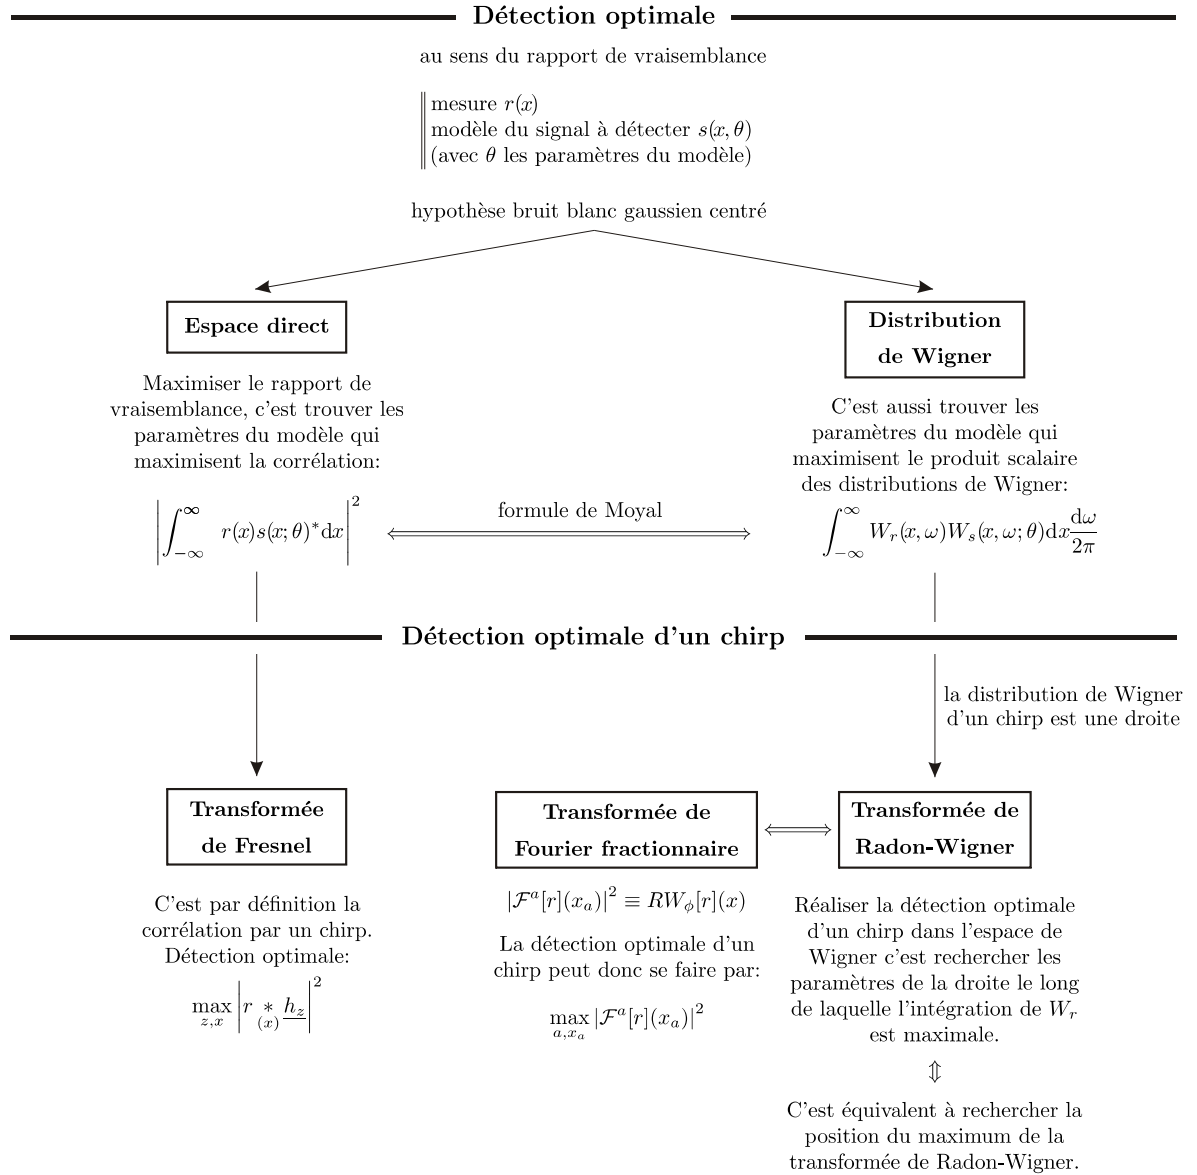 Détection optimale
au sens du rapport de vraisemblance
mesure r(x)
modèle du signal à détecter s(x, θ)
(avec θ les paramètres du modèle)
hypothèse bruit blanc gaussien centré
Espace direct
Maximiser le rapport de
vraisemblance, c'est trouver les
paramètres du modèle qui
maximisent la corrélation:
|∫_{-∞}^{∞} r(x)s(x; θ)* dx|²
formule de Moyal
Distribution
de Wigner
C'est aussi trouver les
paramètres du modèle qui
maximisent le produit scalaire
des distributions de Wigner:
∫_{-∞}^{∞} W_r(x, ω)W_s(x, ω; θ)dx dω/2π
Détection optimale d'un chirp
la distribution de Wigner
d'un chirp est une droite
Transformée
de Fresnel
C'est par définition la
corrélation par un chirp.
Détection optimale:
max_{z,x} |r *_{(x)} h_z|²
Transformée de
Fourier fractionnaire
|ℱ^a[r](x_a)|² ≡ RW_ϕ[r](x)
La détection optimale d'un
chirp peut donc se faire par:
max_{a,x_a} |ℱ^a[r](x_a)|²
⟺
Transformée de
Radon-Wigner
Réaliser la détection optimale
d'un chirp dans l'espace de
Wigner c'est rechercher les
paramètres de la droite le long
de laquelle l'intégration de W_r
est maximale.
⇕
C'est équivalent à rechercher la
position du maximum de la
transformée de Radon-Wigner.